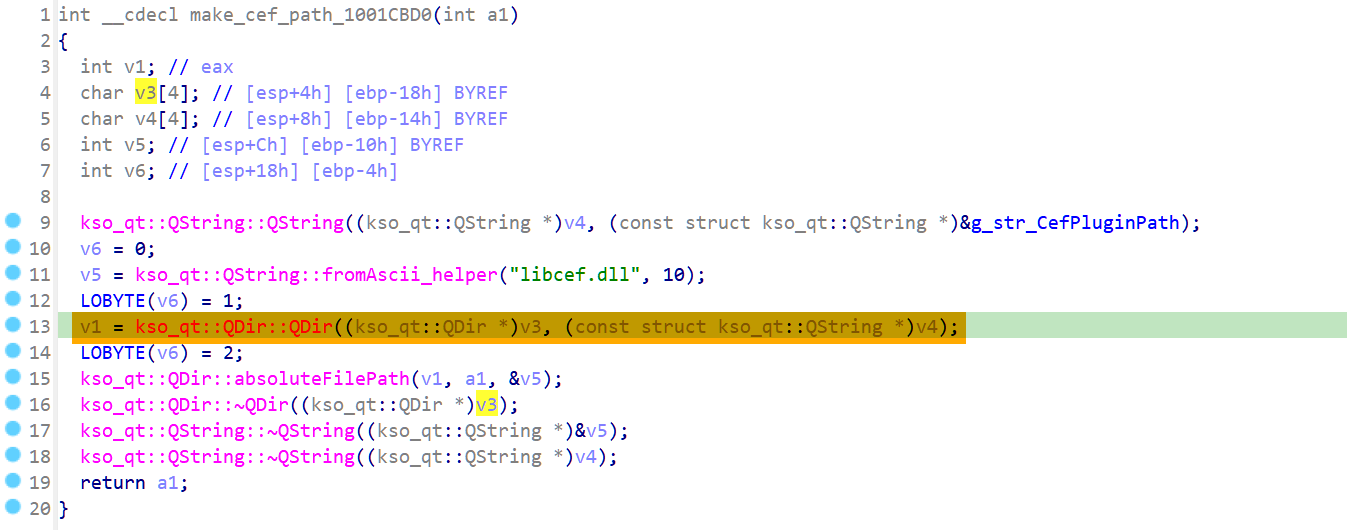 1 int __cdecl make_cef_path_1001CBD0(int a1)
2 {
3   int v1; // eax
4   char v3[4]; // [esp+4h] [ebp-18h] BYREF
5   char v4[4]; // [esp+8h] [ebp-14h] BYREF
6   int v5; // [esp+Ch] [ebp-10h] BYREF
7   int v6; // [esp+18h] [ebp-4h]
8
9   kso_qt::QString::QString((kso_qt::QString *)v4, (const struct kso_qt::QString *)&g_str_CefPluginPath);
10   v6 = 0;
11   v5 = kso_qt::QString::fromAscii_helper("libcef.dll", 10);
12   LOBYTE(v6) = 1;
13   v1 = kso_qt::QDir::QDir((kso_qt::QDir *)v3, (const struct kso_qt::QString *)v4);
14   LOBYTE(v6) = 2;
15   kso_qt::QDir::absoluteFilePath(v1, a1, &v5);
16   kso_qt::QDir::~QDir((kso_qt::QDir *)v3);
17   kso_qt::QString::~QString((kso_qt::QString *)&v5);
18   kso_qt::QString::~QString((kso_qt::QString *)v4);
19   return a1;
20 }